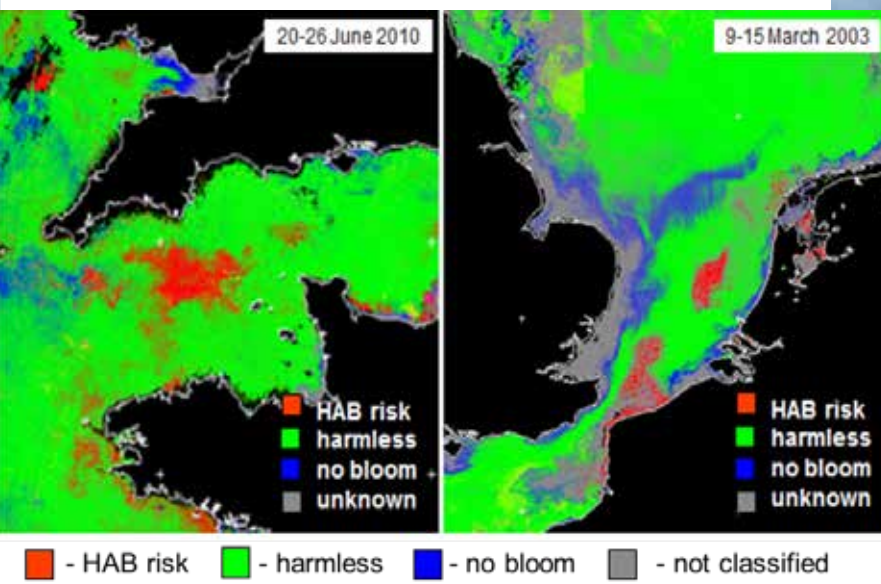 20-26 June 2010
HAB risk
harmless
no bloom
unknown
9-15 March 2003
HAB risk
harmless
no bloom
unknown
- HAB risk - harmless - no bloom - not classified